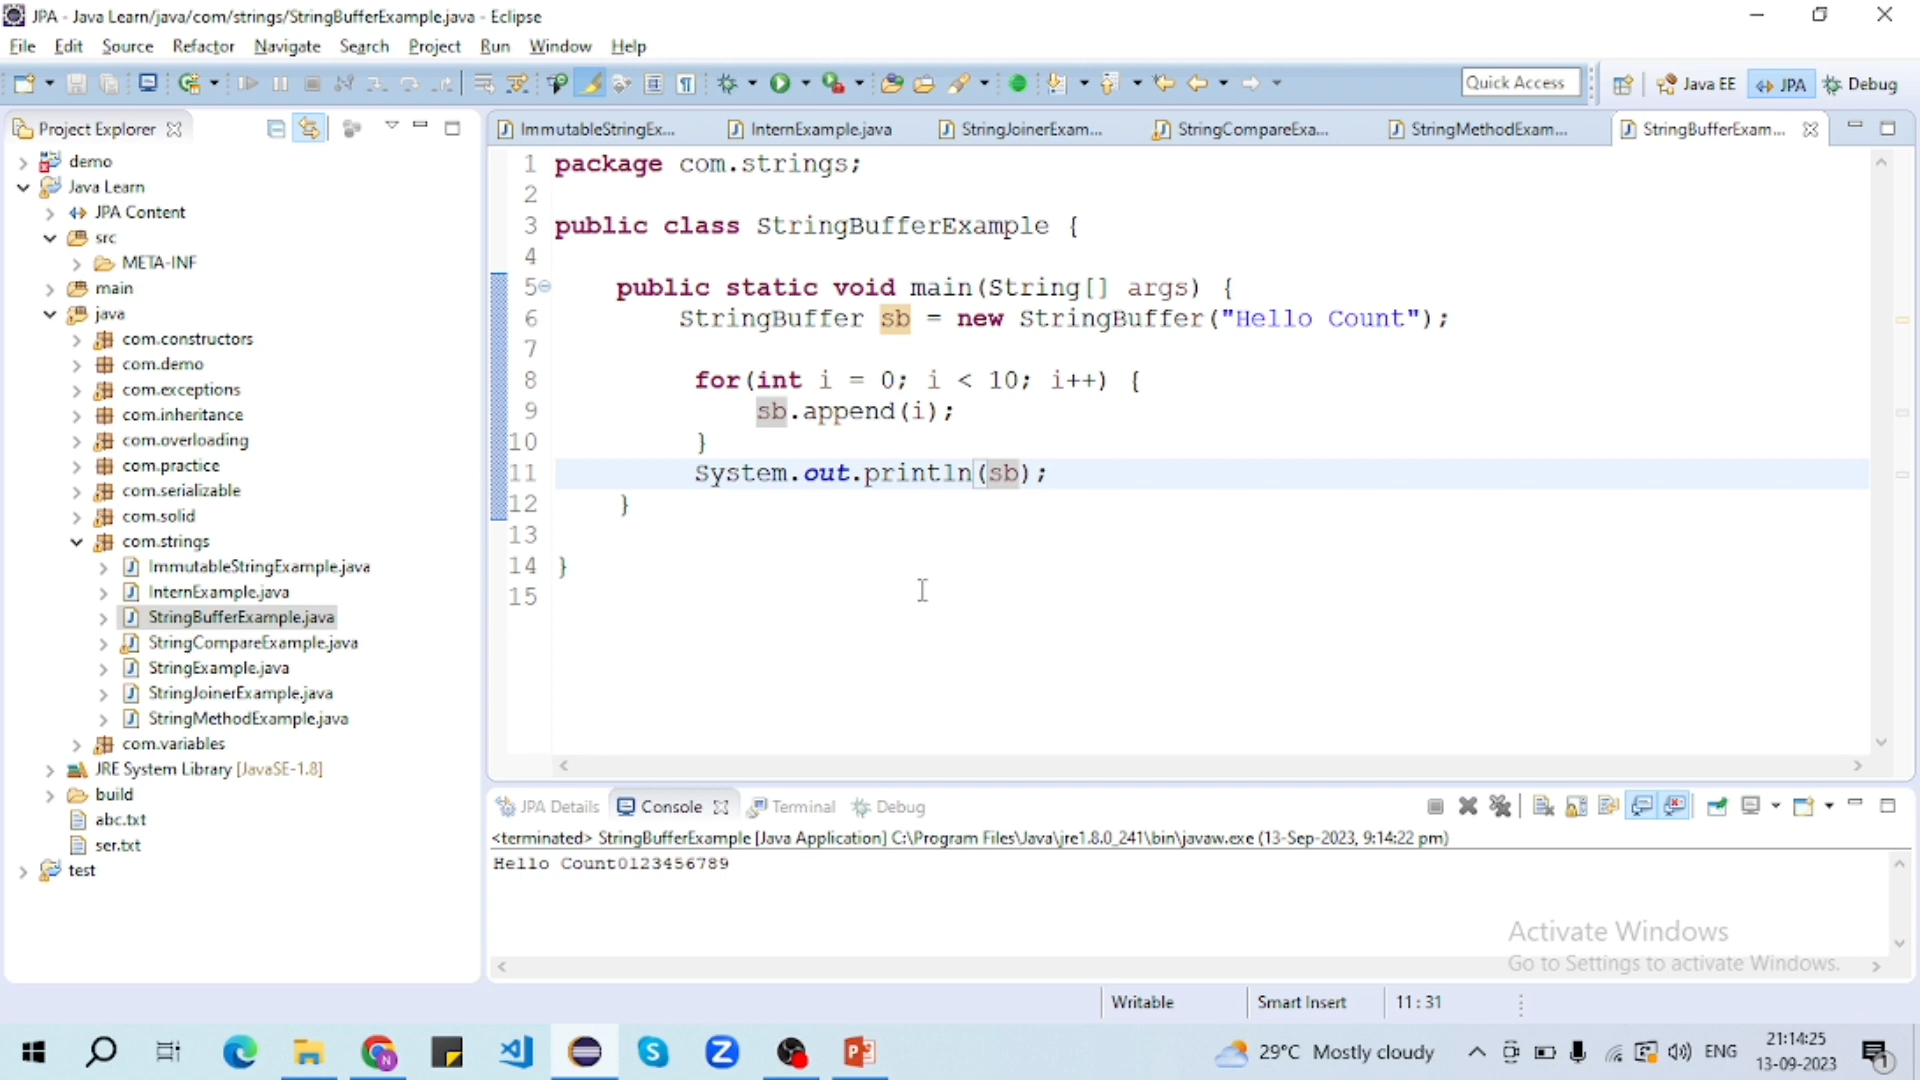 JPA - Java Learn/java/com/strings/StringBufferExample.java - Eclipse
File Edit Source Refactor Navigate Search Project Run Window Help
Quick Access Java EE JPA Debug
Project Explorer
demo
Java Learn
JPA Content
src
META-INF
main
java
com.constructors
com.demo
com.exceptions
com.inheritance
com.overloading
com.practice
com.serializable
com.solid
com.strings
ImmutableStringExample.java
InternExample.java
StringBufferExample.java
StringCompareExample.java
StringExample.java
StringJoinerExample.java
StringMethodExample.java
com.variables
JRE System Library [JavaSE-1.8]
build
abc.txt
ser.txt
test
ImmutableStringEx... InternExample.java StringJoinerExam... StringCompareExa... StringMethodExam... StringBufferExam...
1 package com.strings;
2
3 public class StringBufferExample {
4
5 public static void main(String[] args) {
6 StringBuffer sb = new StringBuffer("Hello Count");
7
8 for(int i = 0; i < 10; i++) {
9 sb.append(i);
10 }
11 System.out.println(sb);
12 }
13
14 }
15
JPA Details Console Terminal Debug
<terminated> StringBufferExample [Java Application] C:\Program Files\Java\jre1.8.0_241\bin\javaw.exe (13-Sep-2023, 9:14:22 pm)
Hello Count0123456789
Activate Windows
Go to Settings to activate Windows.
Writable Smart Insert 11 : 31
29°C Mostly cloudy ENG 21:14:25
13-09-2023 1